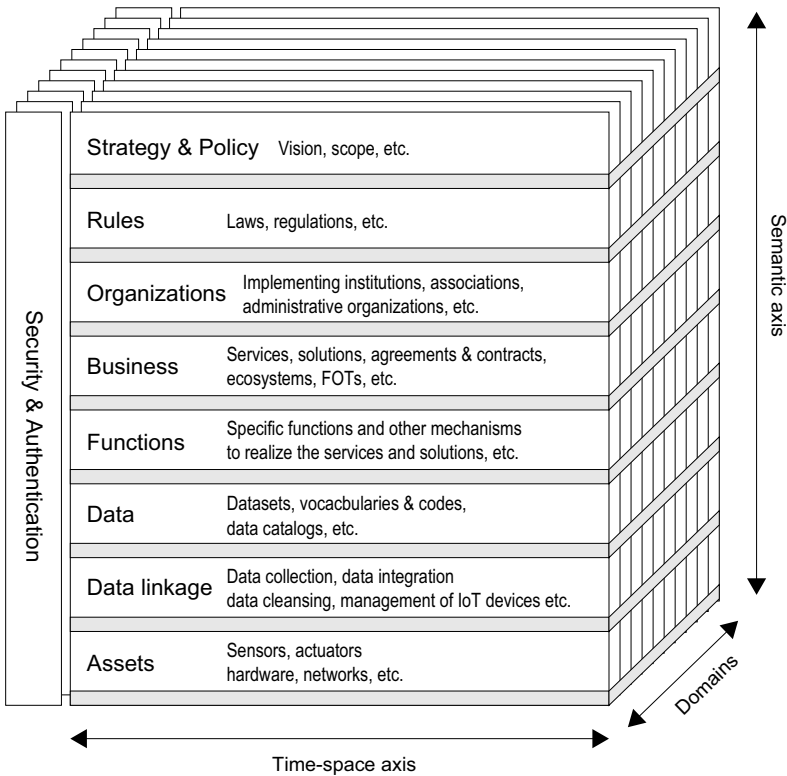 Strategy & Policy Vision, scope, etc.
Rules Laws, regulations, etc.
Organizations Implementing institutions, associations,
administrative organizations, etc.
Business Services, solutions, agreements & contracts,
ecosystems, FOTs, etc.
Functions Specific functions and other mechanisms
to realize the services and solutions, etc.
Data Datasets, vocacbularies & codes,
data catalogs, etc.
Data linkage Data collection, data integration
data cleansing, management of IoT devices etc.
Assets Sensors, actuators
hardware, networks, etc.
Security & Authentication
Semantic axis
Domains
Time-space axis